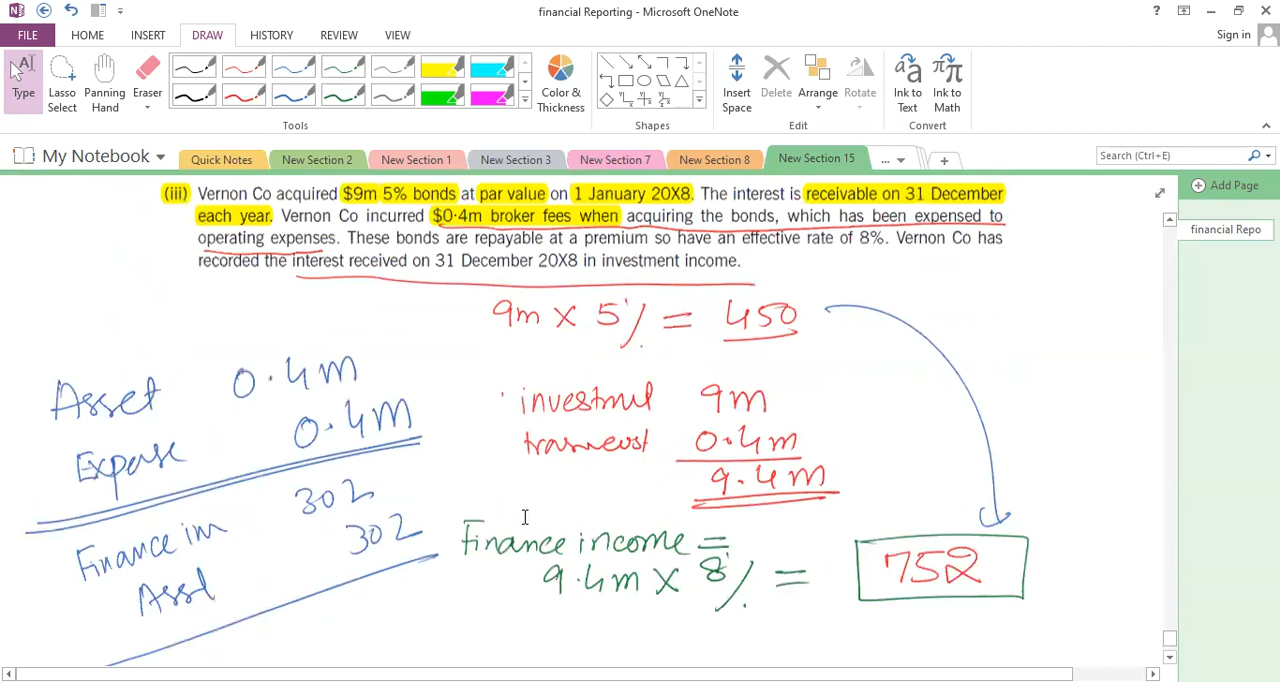 financial Reporting - Microsoft OneNote
Sign in
FILE HOME INSERT DRAW HISTORY REVIEW VIEW
Type
Lasso Select
Panning Hand
Eraser
Color & Thickness
Insert Space
Delete
Arrange
Rotate
Ink to Text
Ink to Math
Tools
Shapes
Edit
Convert
My Notebook
Quick Notes
New Section 2
New Section 1
New Section 3
New Section 7
New Section 8
New Section 15
...
Search (Ctrl+E)
Add Page
financial Repo
(iii) Vernon Co acquired $9m 5% bonds at par value on 1 January 20X8. The interest is receivable on 31 December
each year. Vernon Co incurred $0·4m broker fees when acquiring the bonds, which has been expensed to
operating expenses. These bonds are repayable at a premium so have an effective rate of 8%. Vernon Co has
recorded the interest received on 31 December 20X8 in investment income.
9m x 5% = 450
Asset 0.4m
Expense 0.4m
Finance in 302
Asset 302
9m
0.4m
9.4m
Finance income =
9.4m x 8% = 752